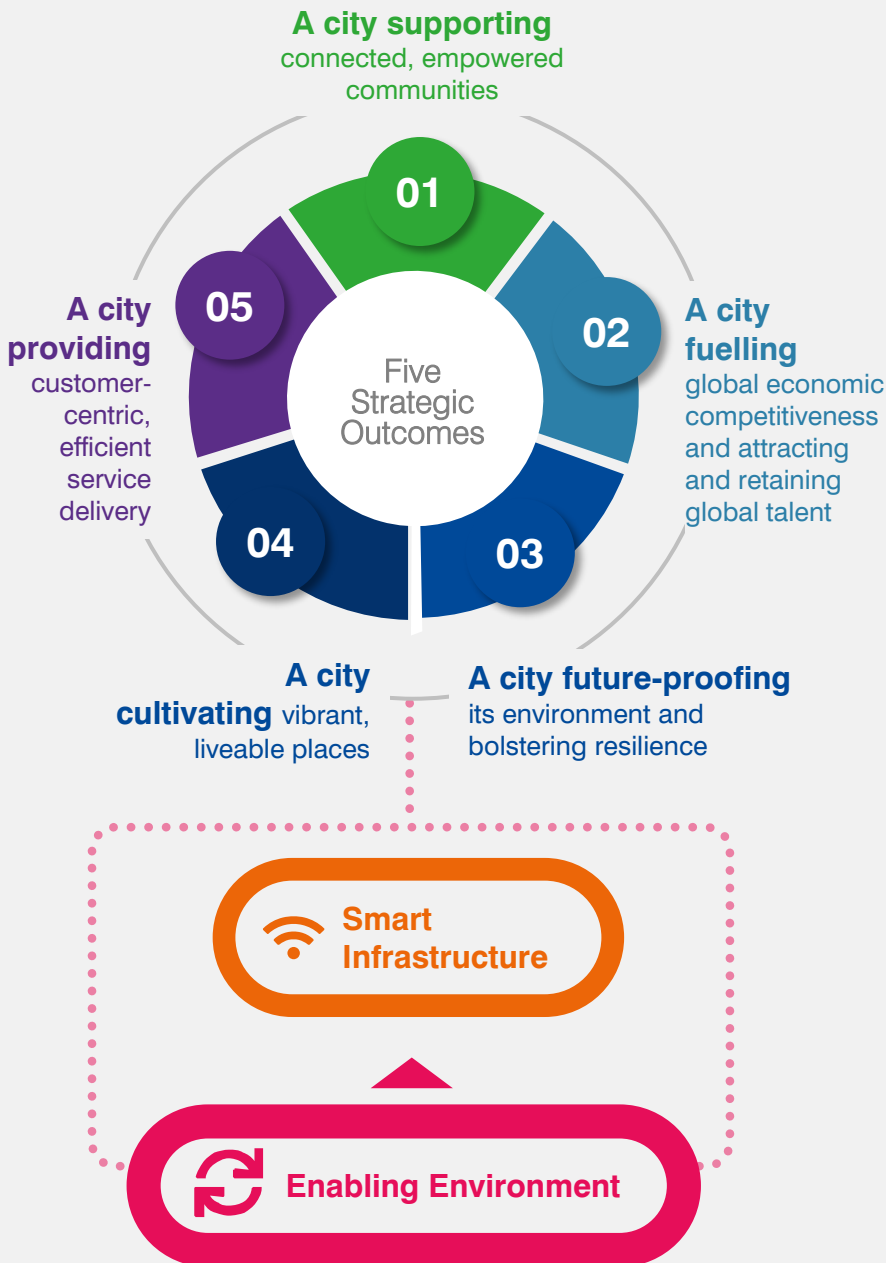 A city supporting
connected, empowered
communities
01
02
03
04
05
Five
Strategic
Outcomes
A city
fuelling
global economic
competitiveness
and attracting
and retaining
global talent
A city future-proofing
its environment and
bolstering resilience
A city
cultivating vibrant,
liveable places
A city
providing
customer-
centric,
efficient
service
delivery
Smart
Infrastructure
Enabling Environment